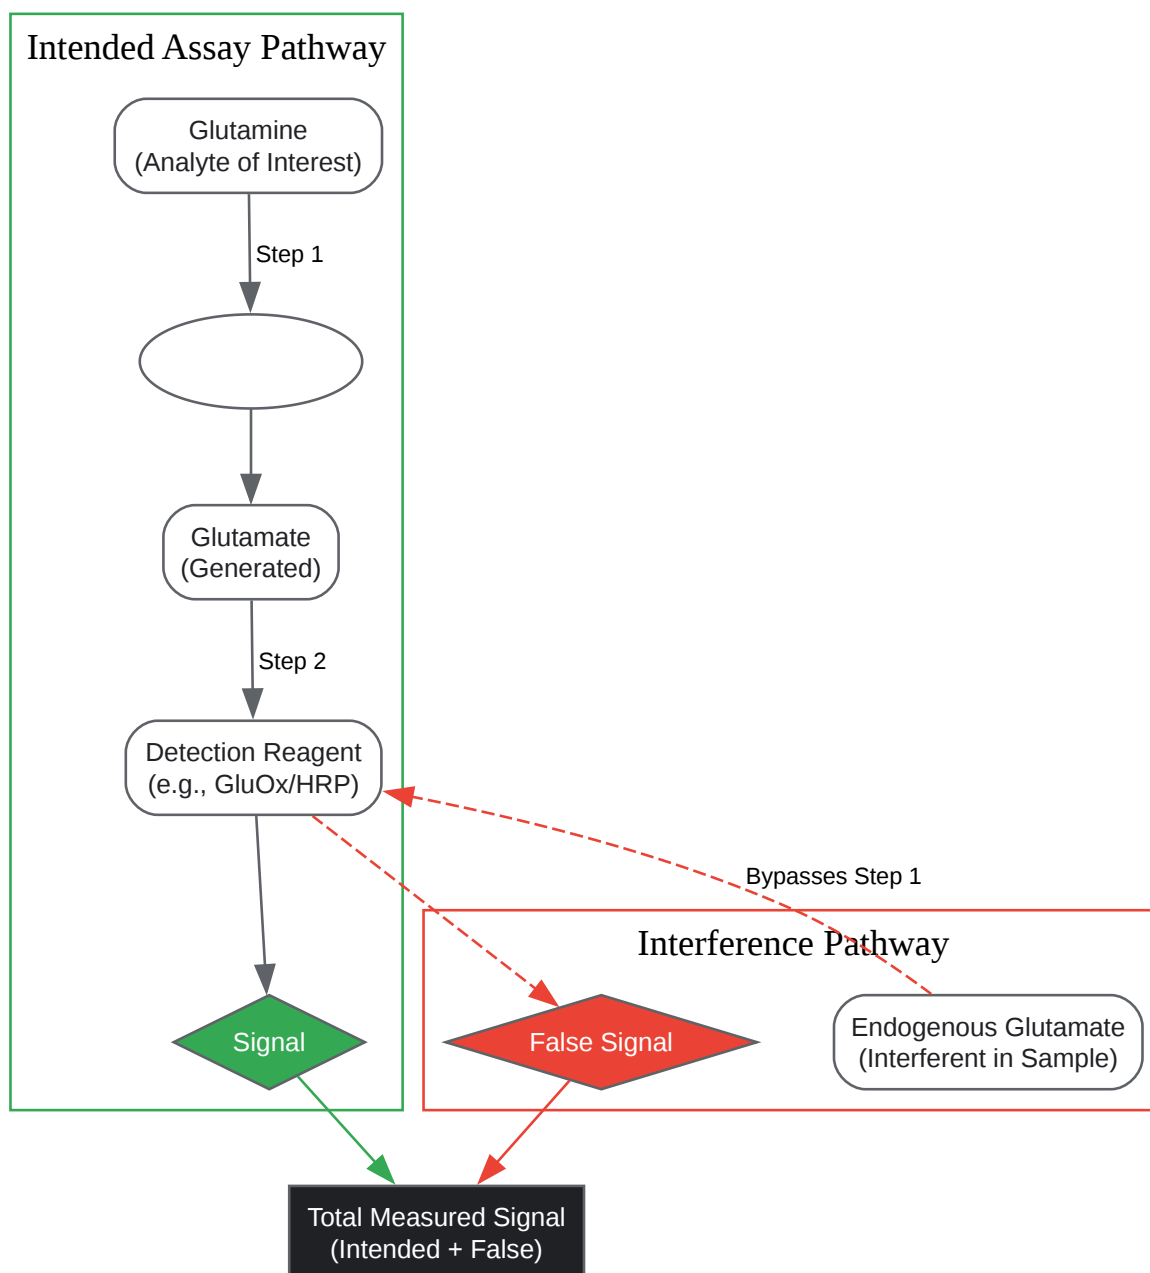 Intended Assay Pathway
Glutamine
(Analyte of Interest)
Step 1
Glutamate
(Generated)
Step 2
Detection Reagent
(e.g., GluOx/HRP)
Bypasses Step 1
Interference Pathway
Signal
False Signal
Endogenous Glutamate
(Interferent in Sample)
Total Measured Signal
(Intended + False)